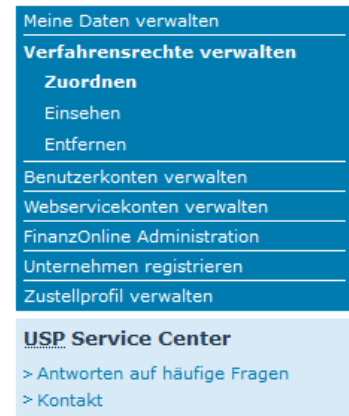 Meine Daten verwalten
Verfahrensrechte verwalten
Zuordnen
Einsehen
Entfernen
Benutzerkonten verwalten
Webservicekonten verwalten
FinanzOnline Administration
Unternehmen registrieren
Zustellprofil verwalten
USP Service Center
> Antworten auf häufige Fragen
> Kontakt